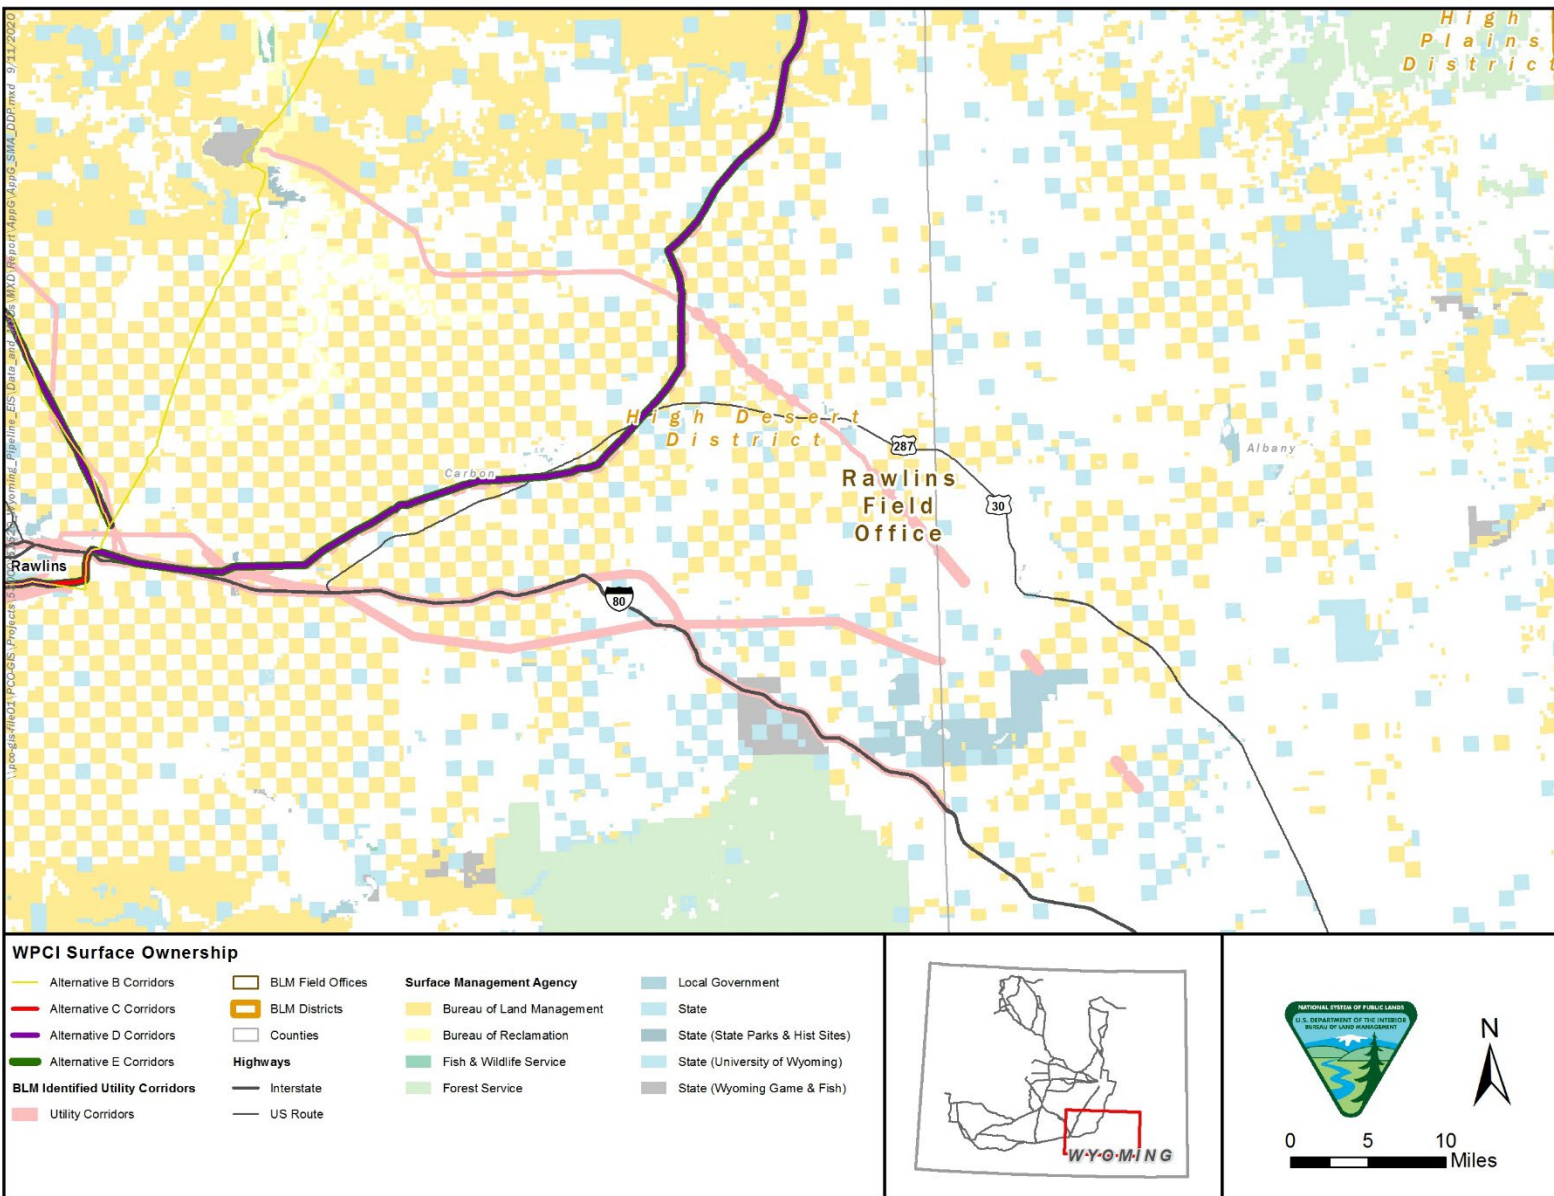 High
Plains
District
High Desert
District
Carbon
Albany
287
30
80
Rawlins
Field
Office
Rawlins
WPCI Surface Ownership
Alternative B Corridors
Alternative C Corridors
Alternative D Corridors
Alternative E Corridors
BLM Identified Utility Corridors
Utility Corridors
BLM Field Offices
BLM Districts
Counties
Highways
Interstate
US Route
Surface Management Agency
Bureau of Land Management
Bureau of Reclamation
Fish & Wildlife Service
Forest Service
Local Government
State
State (State Parks & Hist Sites)
State (University of Wyoming)
State (Wyoming Game & Fish)
WYOMING
NATIONAL SYSTEM OF PUBLIC LANDS
U.S. DEPARTMENT OF THE INTERIOR
BUREAU OF LAND MANAGEMENT
N
0 5 10
Miles